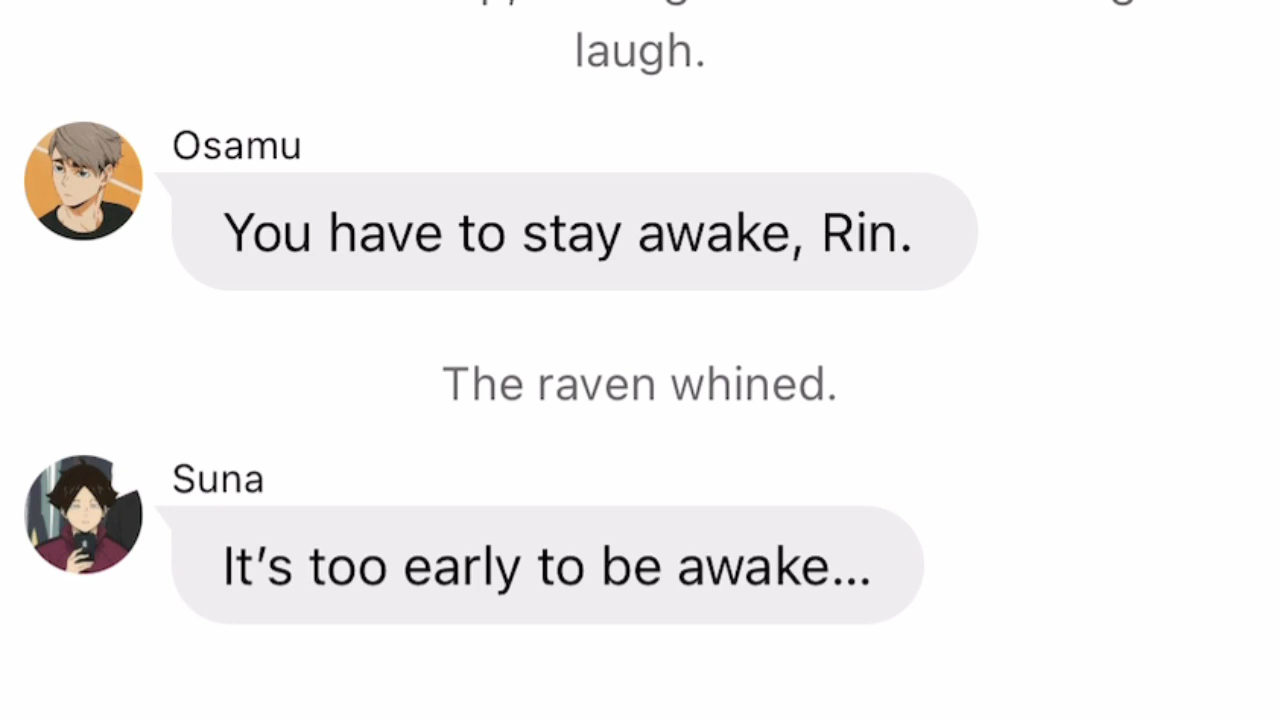 laugh.
Osamu
You have to stay awake, Rin.
The raven whined.
Suna
It’s too early to be awake...